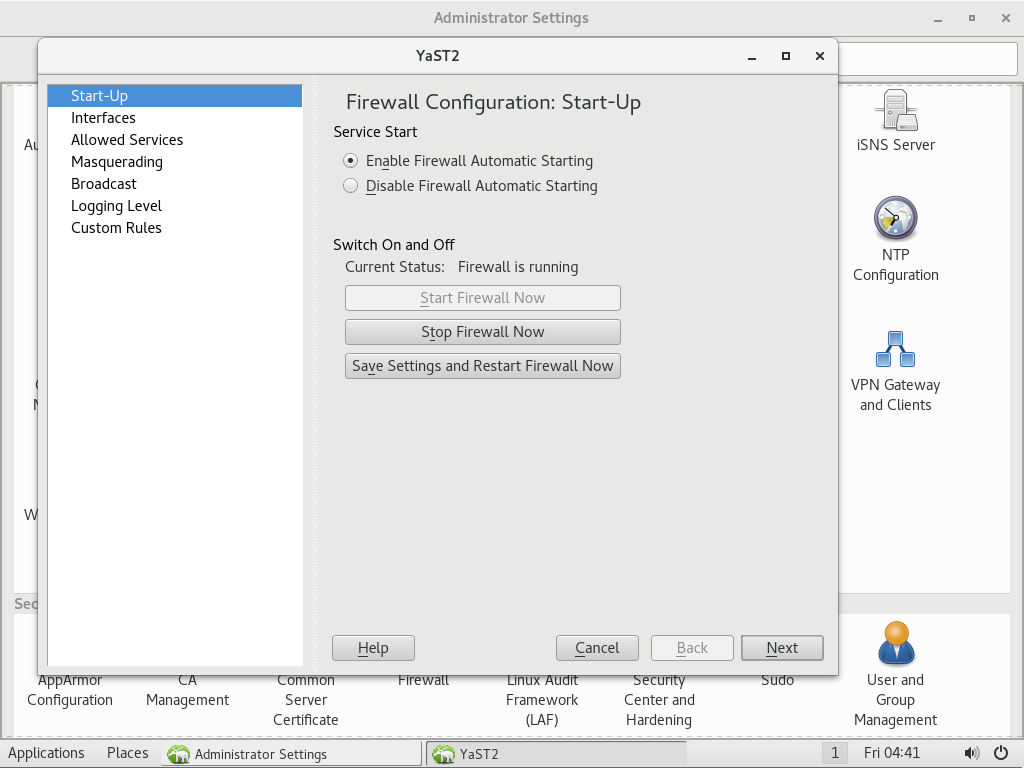 Administrator Settings
YaST2
Start-Up
Interfaces
Allowed Services
Masquerading
Broadcast
Logging Level
Custom Rules
Firewall Configuration: Start-Up
Service Start
Enable Firewall Automatic Starting
Disable Firewall Automatic Starting
Switch On and Off
Current Status: Firewall is running
Start Firewall Now
Stop Firewall Now
Save Settings and Restart Firewall Now
Help
Cancel
Back
Next
iSNS Server
NTP
Configuration
VPN Gateway
and Clients
AppArmor
Configuration
CA
Management
Common
Server
Certificate
Firewall
Linux Audit
Framework
(LAF)
Security
Center and
Hardening
Sudo
User and
Group
Management
Applications
Places
Administrator Settings
YaST2
1
Fri 04:41